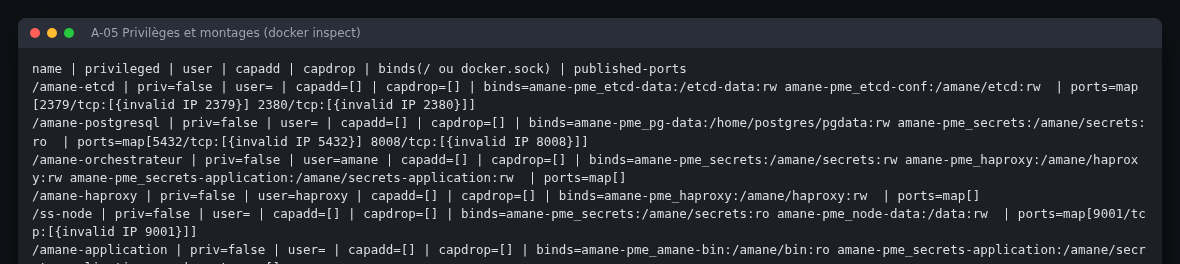 A-05 Privilèges et montages (docker inspect)
name | privileged | user | capadd | capdrop | binds(/ ou docker.sock) | published-ports
/amane-etcd | priv=false | user= | capadd=[] | capdrop=[] | binds=amane-pme_etcd-data:/etcd-data:rw amane-pme_etcd-conf:/amane/etcd:rw  | ports=map
[2379/tcp:[{invalid IP 2379}] 2380/tcp:[{invalid IP 2380}]]
/amane-postgresql | priv=false | user= | capadd=[] | capdrop=[] | binds=amane-pme_pg-data:/home/postgres/pgdata:rw amane-pme_secrets:/amane/secrets:
ro  | ports=map[5432/tcp:[{invalid IP 5432}] 8008/tcp:[{invalid IP 8008}]]
/amane-orchestrateur | priv=false | user=amane | capadd=[] | capdrop=[] | binds=amane-pme_secrets:/amane/secrets:rw amane-pme_haproxy:/amane/haprox
y:rw amane-pme_secrets-application:/amane/secrets-application:rw  | ports=map[]
/amane-haproxy | priv=false | user=haproxy | capadd=[] | capdrop=[] | binds=amane-pme_haproxy:/amane/haproxy:rw  | ports=map[]
/ss-node | priv=false | user= | capadd=[] | capdrop=[] | binds=amane-pme_secrets:/amane/secrets:ro amane-pme_node-data:/data:rw  | ports=map[9001/tc
p:[{invalid IP 9001}]]
/amane-application | priv=false | user= | capadd=[] | capdrop=[] | binds=amane-pme_amane-bin:/amane/bin:ro amane-pme_secrets-application:/amane/secr